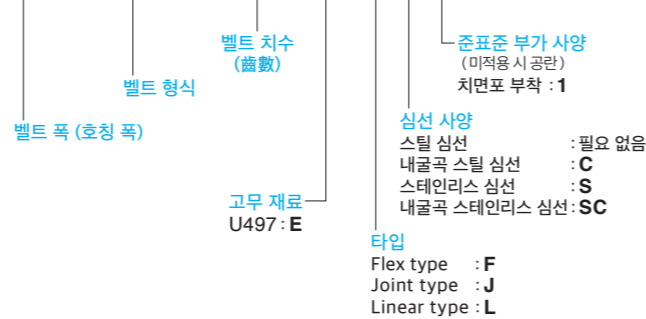 벨트 치수
(齒數)
준표준 부가 사양
(미적용 시 공란)
치면포 부착 : 1
벨트 형식
벨트 폭 (호칭 폭)
심선 사양
스틸 심선 : 필요 없음
내굴곡 스틸 심선 : C
스테인리스 심선 : S
내굴곡 스테인리스 심선 : SC
고무 재료
U497 : E
타입
Flex type : F
Joint type : J
Linear type : L